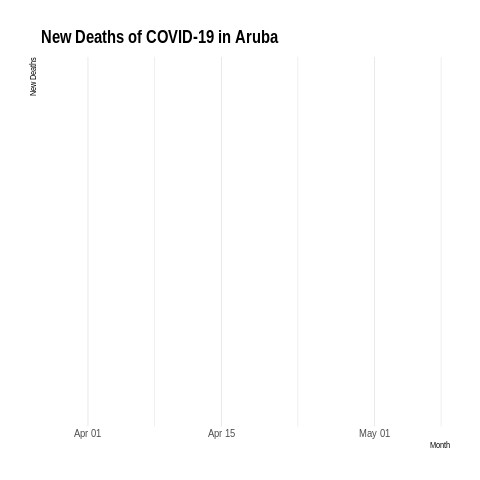 New Deaths of COVID-19 in Aruba
New Deaths
Apr 01
Apr 15
May 01
Month